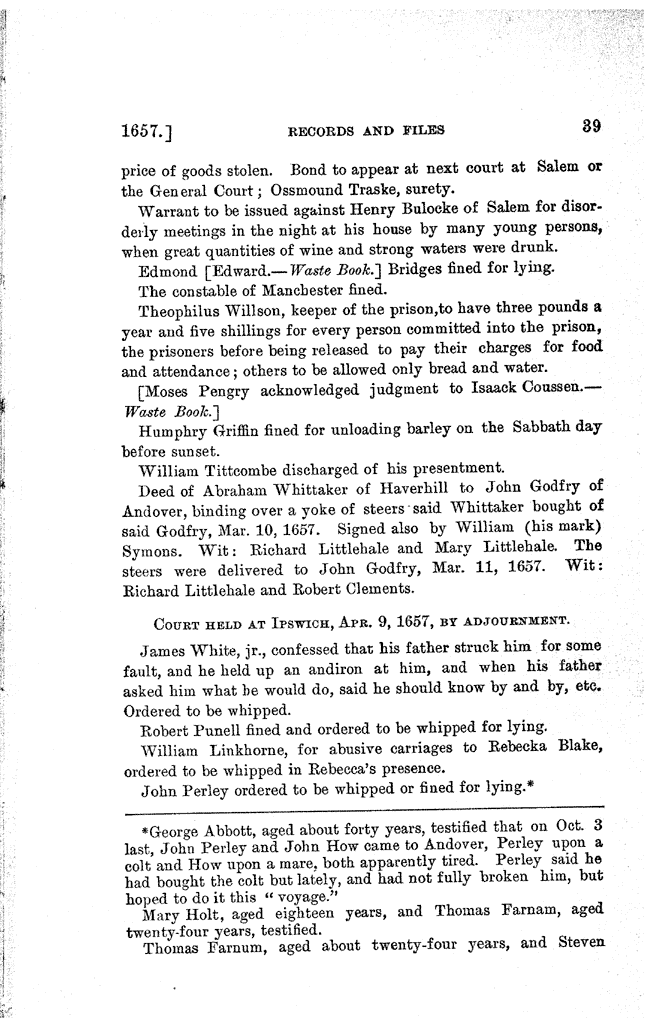 1657.] RECORDS AND FILES 39
price of goods stolen. Bond to appear at next court at Salem or
the General Court; Ossmound Traske, surety.
Warrant to be issued against Henry Bulocke of Salem for disor-
derly meetings in the night at his house by many young persons,
when great quantities of wine and strong waters were drunk.
Edmond [Edward.—Waste Book.] Bridges fined for lying.
The constable of Manchester fined.
Theophilus Willson, keeper of the prison,to have three pounds a
year and five shillings for every person committed into the prison,
the prisoners before being released to pay their charges for food
and attendance; others to be allowed only bread and water.
[Moses Pengry acknowledged judgment to Isaack Coussen.—
Waste Book.]
Humphry Griffin fined for unloading barley on the Sabbath day
before sunset.
William Tittcombe discharged of his presentment.
Deed of Abraham Whittaker of Haverhill to John Godfry of
Andover, binding over a yoke of steers said Whittaker bought of
said Godfry, Mar. 10, 1657. Signed also by William (his mark)
Symons. Wit: Richard Littlehale and Mary Littlehale. The
steers were delivered to John Godfry, Mar. 11, 1657. Wit:
Richard Littlehale and Robert Clements.
COURT HELD AT IPSWICH, APR. 9, 1657, BY ADJOURNMENT.
James White, jr., confessed that his father struck him for some
fault, and he held up an andiron at him, and when his father
asked him what he would do, said he should know by and by, etc.
Ordered to be whipped.
Robert Punell fined and ordered to be whipped for lying.
William Linkhorne, for abusive carriages to Rebecka Blake,
ordered to be whipped in Rebecca's presence.
John Perley ordered to be whipped or fined for lying.*
*George Abbott, aged about forty years, testified that on Oct. 3
last, John Perley and John How came to Andover, Perley upon a
colt and How upon a mare, both apparently tired. Perley said he
had bought the colt but lately, and had not fully broken him, but
hoped to do it this "voyage."
Mary Holt, aged eighteen years, and Thomas Farnam, aged
twenty-four years, testified.
Thomas Farnum, aged about twenty-four years, and Steven